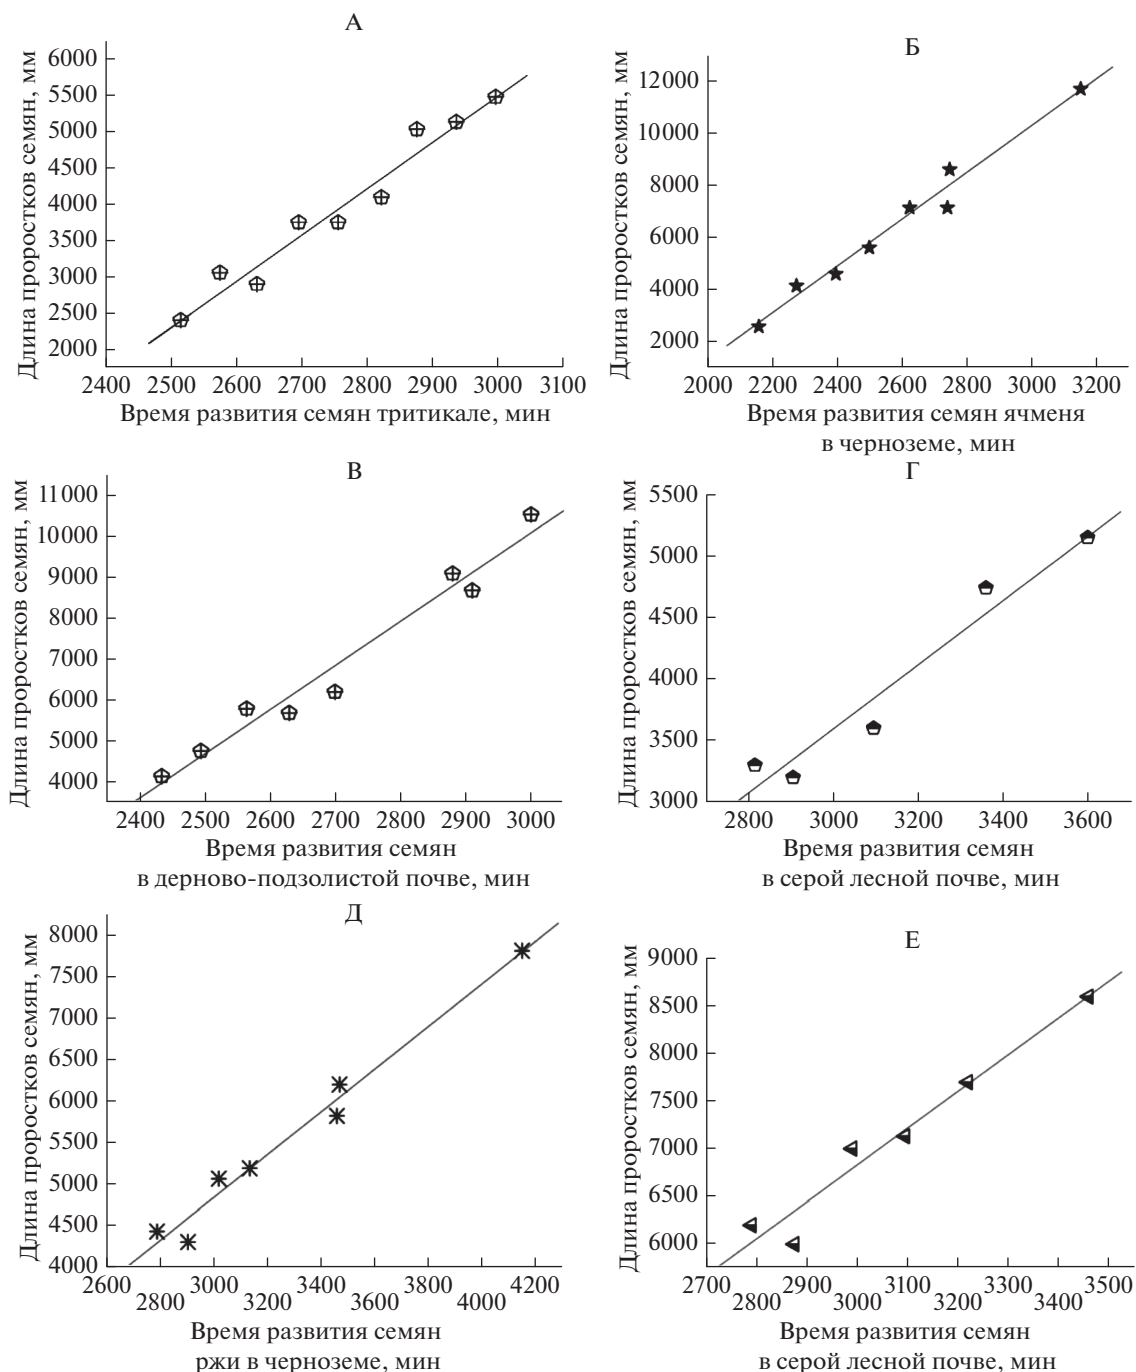 А
Длина проростков семян, мм
6000
5500
5000
4500
4000
3500
3000
2500
2000
2400 2500 2600 2700 2800 2900 3000 3100
Время развития семян тритикале, мин
Б
Длина проростков семян, мм
12000
10000
8000
6000
4000
2000
2000 2200 2400 2600 2800 3000 3200
Время развития семян ячменя
в черноземе, мин
В
Длина проростков семян, мм
11000
10000
9000
8000
7000
6000
5000
4000
2400 2500 2600 2700 2800 2900 3000
Время развития семян
в дерново-подзолистой почве, мин
Г
Длина проростков семян, мм
5500
5000
4500
4000
3500
3000
2800 3000 3200 3400 3600
Время развития семян
в серой лесной почве, мин
Д
Длина проростков семян, мм
8000
7500
7000
6500
6000
5500
5000
4500
4000
2600 3000 3400 3800 4200
2800 3200 3600 4000
Время развития семян
ржи в черноземе, мин
Е
Длина проростков семян, мм
9000
8500
8000
7500
7000
6500
6000
2700 2900 3100 3300 3500
2800 3000 3200 3400
Время развития семян
в серой лесной почве, мин